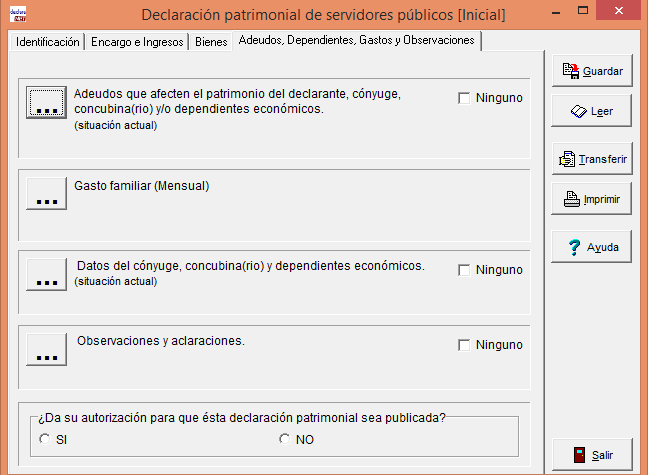 declara
NET
Declaración patrimonial de servidores públicos [Inicial]
Identificación
Encargo e Ingresos
Bienes
Adeudos, Dependientes, Gastos y Observaciones
...
Adeudos que afecten el patrimonio del declarante, cónyuge,
concubina(rio) y/o dependientes económicos.
(situación actual)
Ninguno
...
Gasto familiar (Mensual)
...
Datos del cónyuge, concubina(rio) y dependientes económicos.
(situación actual)
Ninguno
...
Observaciones y aclaraciones.
Ninguno
¿Da su autorización para que ésta declaración patrimonial sea publicada?
SI
NO
Guardar
Leer
Transferir
Imprimir
? Ayuda
Salir